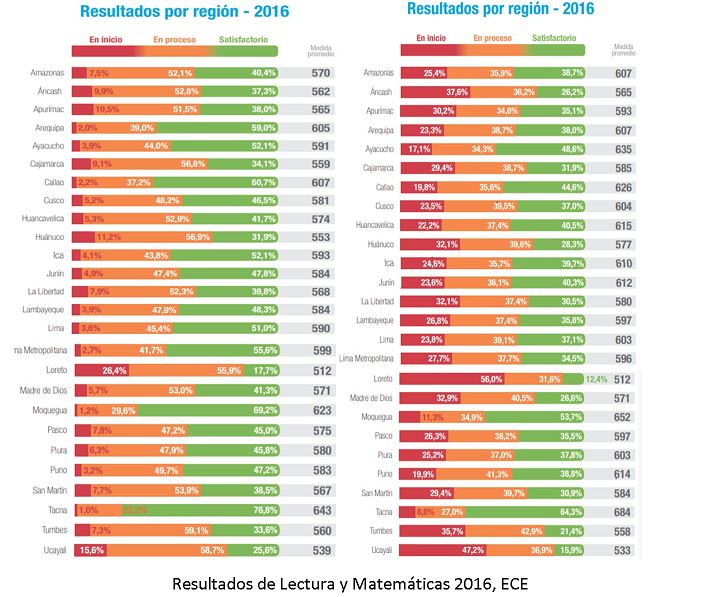 Resultados por región - 2016
En inicio En proceso Satisfactorio Medida promedio
Amazonas 7,5% 52,1% 40,4% 570
Áncash 9,9% 52,8% 37,3% 562
Apurímac 10,5% 51,5% 38,0% 565
Arequipa 2,0% 39,0% 59,0% 605
Ayacucho 3,9% 44,0% 52,1% 591
Cajamarca 9,1% 56,8% 34,1% 559
Callao 2,2% 37,2% 60,7% 607
Cusco 5,2% 48,2% 46,5% 581
Huancavelica 5,3% 52,9% 41,7% 574
Huánuco 11,2% 56,9% 31,9% 553
Ica 4,1% 43,8% 52,1% 593
Junín 4,9% 47,4% 47,8% 584
La Libertad 7,9% 52,3% 39,8% 568
Lambayeque 3,9% 47,9% 48,3% 584
Lima 3,6% 45,4% 51,0% 590
ma Metropolitana 2,7% 41,7% 55,6% 599
Loreto 26,4% 55,9% 17,7% 512
Madre de Dios 5,7% 53,0% 41,3% 571
Moquegua 1,2% 29,6% 69,2% 623
Pasco 7,8% 47,2% 45,0% 575
Piura 6,3% 47,9% 45,8% 580
Puno 3,2% 49,7% 47,2% 583
San Martín 7,7% 53,9% 38,5% 567
Tacna 1,0% 22,2% 76,8% 643
Tumbes 7,3% 59,1% 33,6% 560
Ucayali 15,6% 58,7% 25,6% 539
Resultados por región - 2016
En inicio En proceso Satisfactorio Medida promedio
Amazonas 25,4% 35,9% 38,7% 607
Áncash 37,6% 36,2% 26,2% 565
Apurímac 30,2% 34,6% 35,1% 593
Arequipa 23,3% 38,7% 38,0% 607
Ayacucho 17,1% 34,3% 48,6% 635
Cajamarca 29,4% 38,7% 31,9% 585
Callao 19,8% 35,6% 44,6% 626
Cusco 23,5% 39,5% 37,0% 604
Huancavelica 22,2% 37,4% 40,5% 615
Huánuco 32,1% 39,6% 28,3% 577
Ica 24,6% 35,7% 39,7% 610
Junín 23,6% 36,1% 40,3% 612
La Libertad 32,1% 37,4% 30,5% 580
Lambayeque 26,8% 37,4% 35,8% 597
Lima 23,8% 39,1% 37,1% 603
Lima Metropolitana 27,7% 37,7% 34,5% 596
Loreto 56,0% 31,6% 12,4% 512
Madre de Dios 32,9% 40,5% 26,6% 571
Moquegua 11,3% 34,9% 53,7% 652
Pasco 26,3% 38,2% 35,5% 597
Piura 25,2% 37,0% 37,8% 603
Puno 19,9% 41,3% 38,8% 614
San Martín 29,4% 39,7% 30,9% 584
Tacna 8,6% 27,0% 64,3% 684
Tumbes 35,7% 42,9% 21,4% 558
Ucayali 47,2% 36,9% 15,9% 533
Resultados de Lectura y Matemáticas 2016, ECE